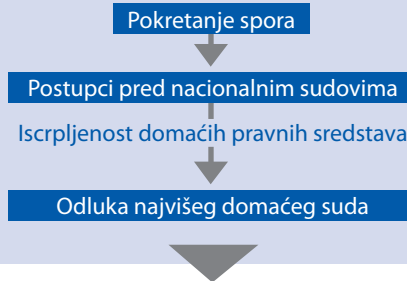 Pokretanje spora
Postupci pred nacionalnim sudovima
Iscrpljenost domaćih pravnih sredstava
Odluka najvišeg domaćeg suda